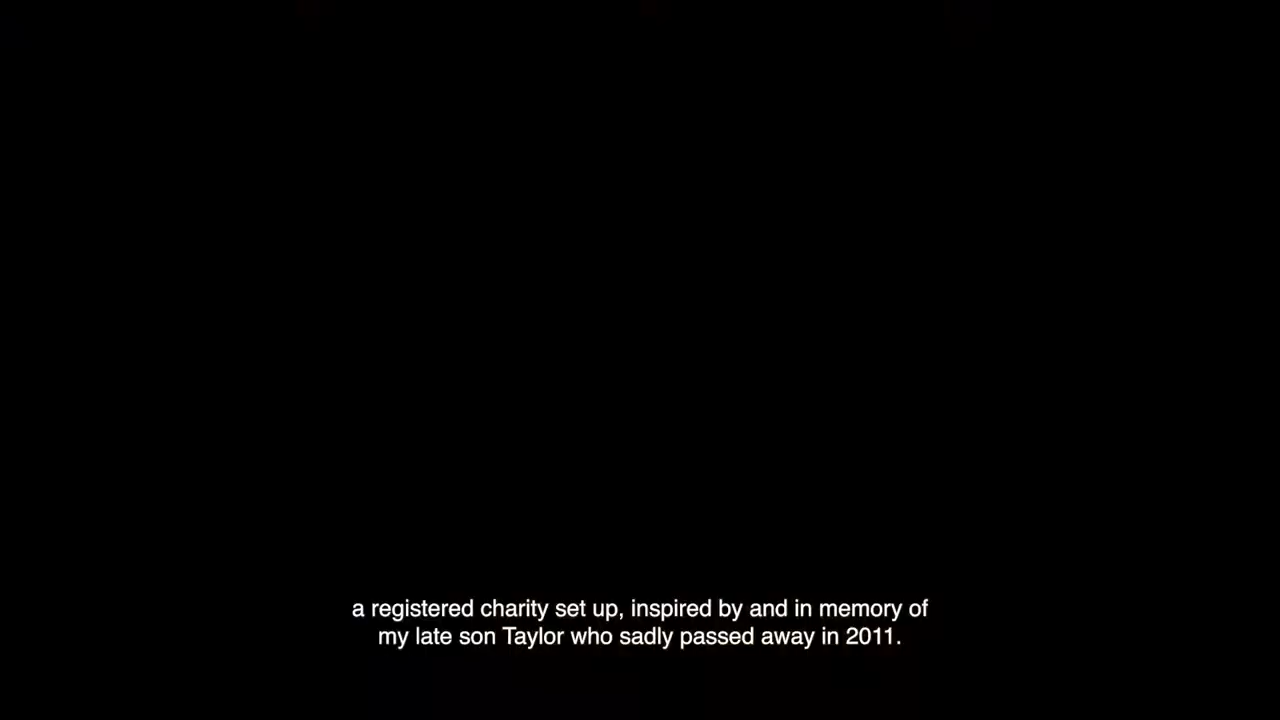 a registered charity set up, inspired by and in memory of
my late son Taylor who sadly passed away in 2011.